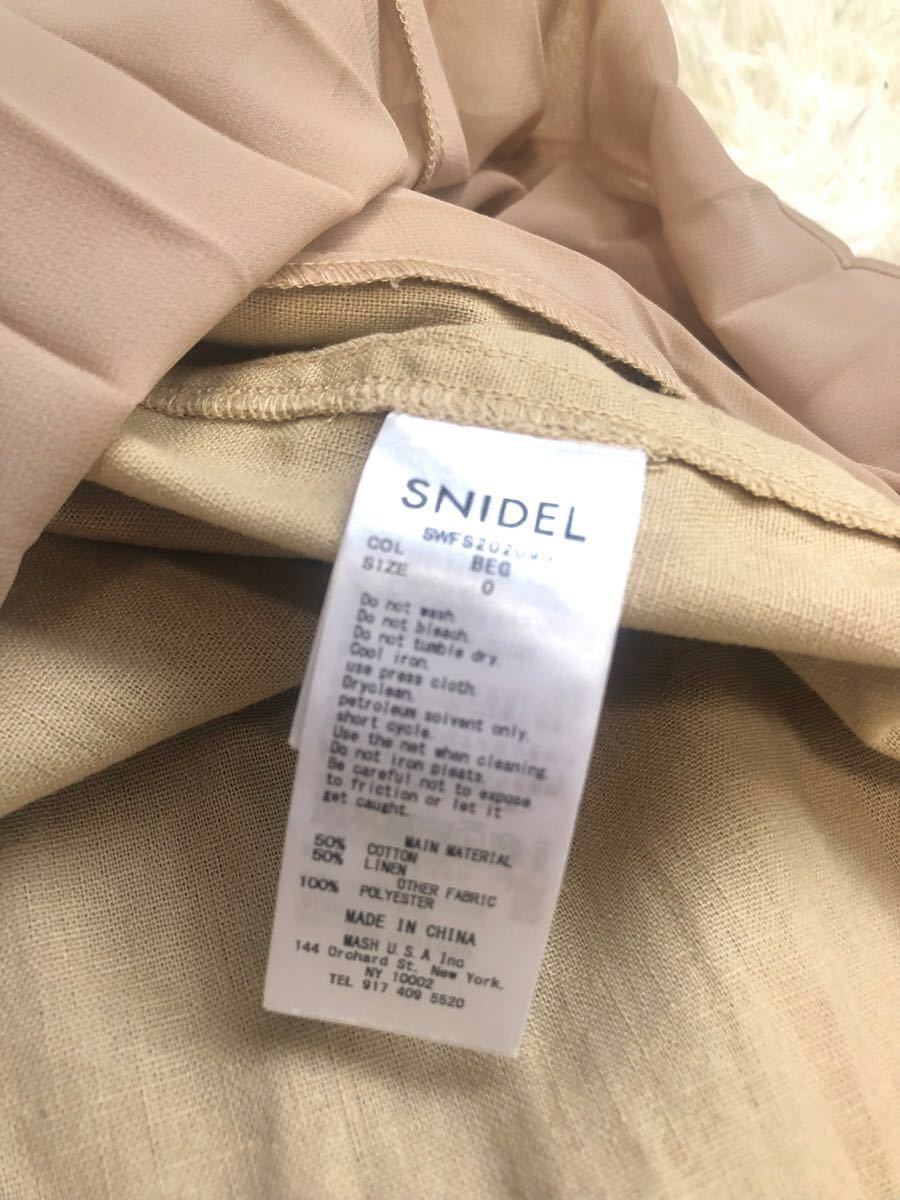 SNIDEL
COL BEG
SIZE 0
Do not wash.
Do not bleach.
Do not tumble dry.
Cool iron.
use press cloth.
Dryclean.
petroleum solvent only.
short cycle.
Use the net when cleaning.
Do not iron pleats.
Be careful not to expose
to friction or let it
get caught.
MAIN MATERIAL
50% COTTON
50% LINEN
OTHER FABRIC
100% POLYESTER
MADE IN CHINA
MASH U.S.A Inc
144 Orchard St. New York.
NY 10002
TEL 917 409 5520